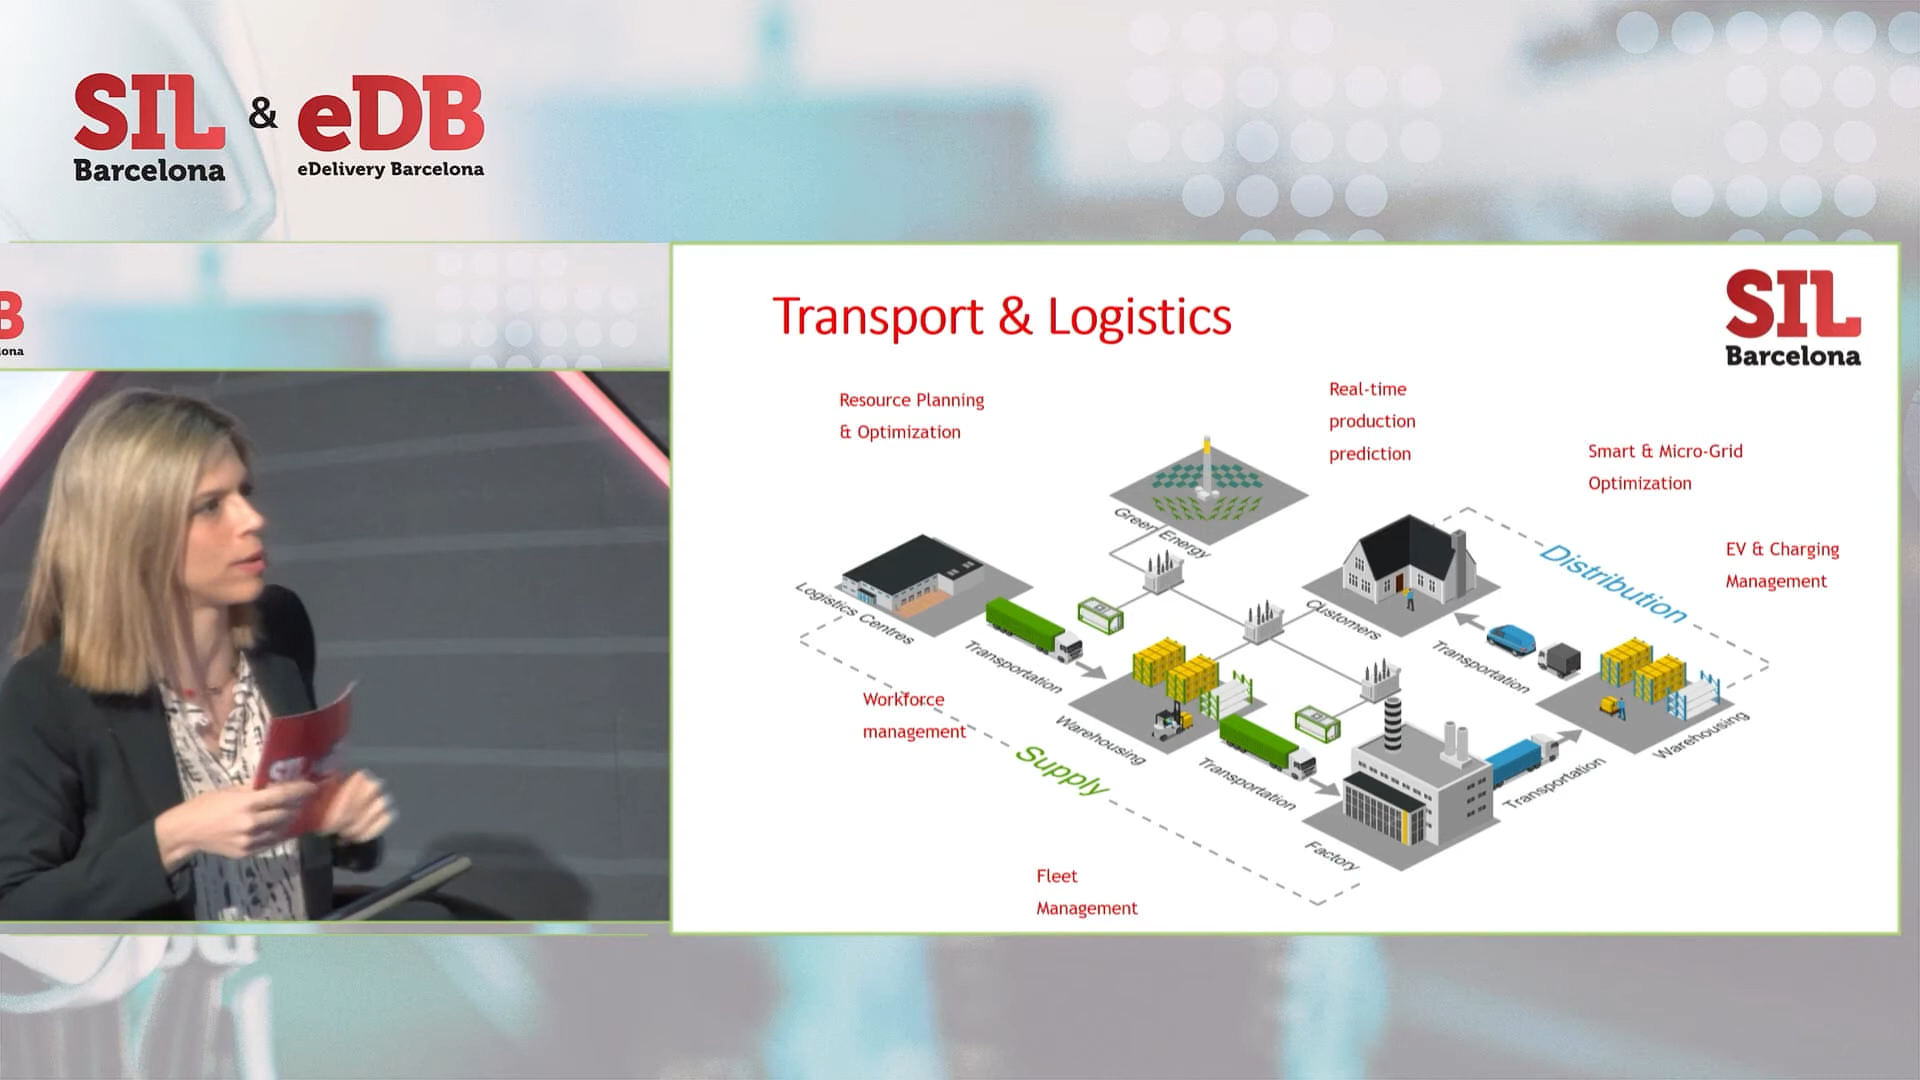 SIL & eDB
Barcelona
eDelivery Barcelona
B
ona
Transport & Logistics
SIL
Barcelona
Resource Planning
& Optimization
Real-time
production
prediction
Smart & Micro-Grid
Optimization
EV & Charging
Management
Green Energy
Distribution
Logistics Centres
Customers
Transportation
Transportation
Workforce
management
Warehousing
Warehousing
Supply
Transportation
Transportation
Factory
Fleet
Management
SIL